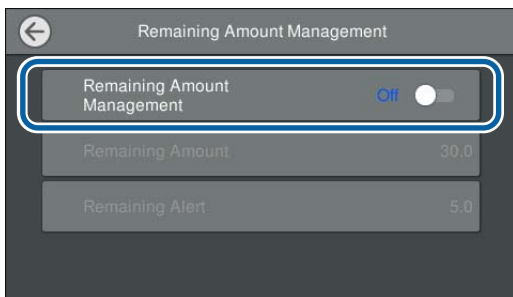 Remaining Amount Management
Remaining Amount
Management
Off
Remaining Amount
30.0
Remaining Alert
5.0